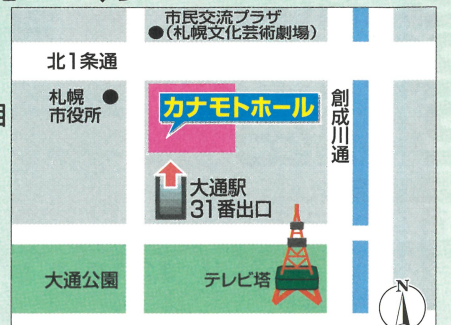 市民交流プラザ
(札幌文化芸術劇場)
北1条通
札幌
市役所
カナモトホール
創成川通
大通駅
31番出口
大通公園
テレビ塔
N